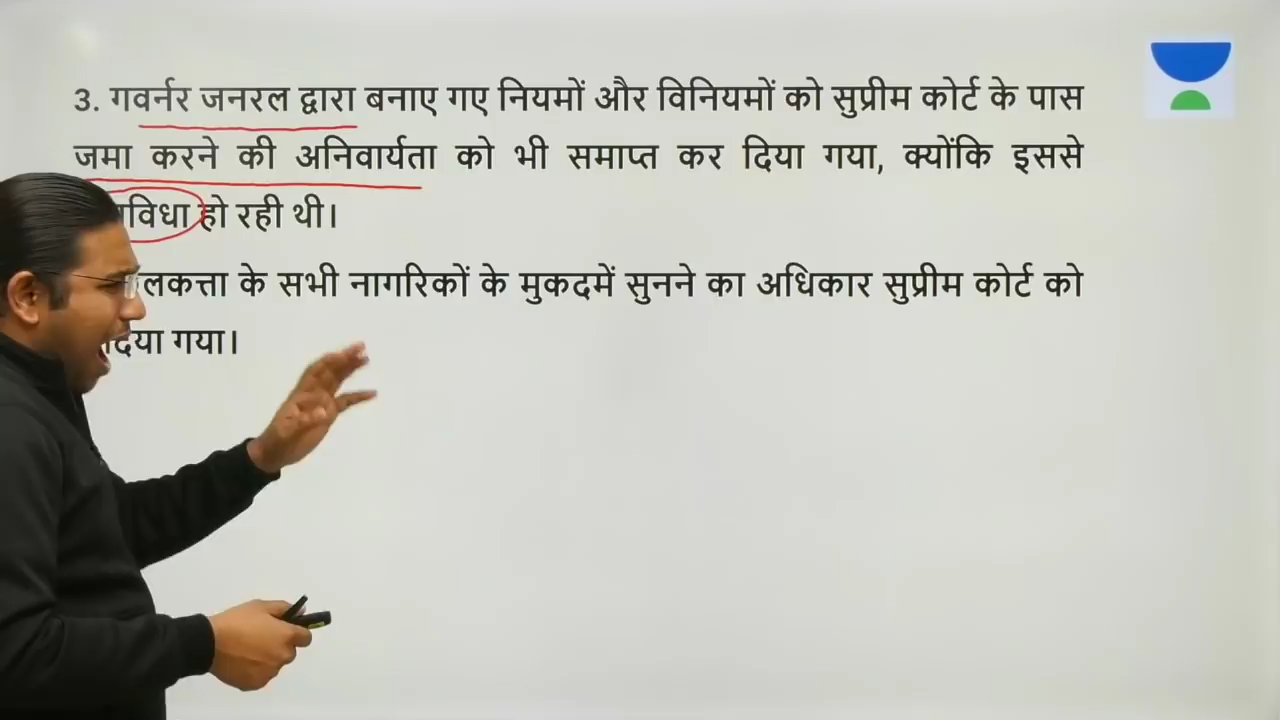 3. गवर्नर जनरल द्वारा बनाए गए नियमों और विनियमों को सुप्रीम कोर्ट के पास
जमा करने की अनिवार्यता को भी समाप्त कर दिया गया, क्योंकि इससे
हो रही थी।
के सभी नागरिकों के मुकदमें सुनने का अधिकार सुप्रीम कोर्ट को
गया।